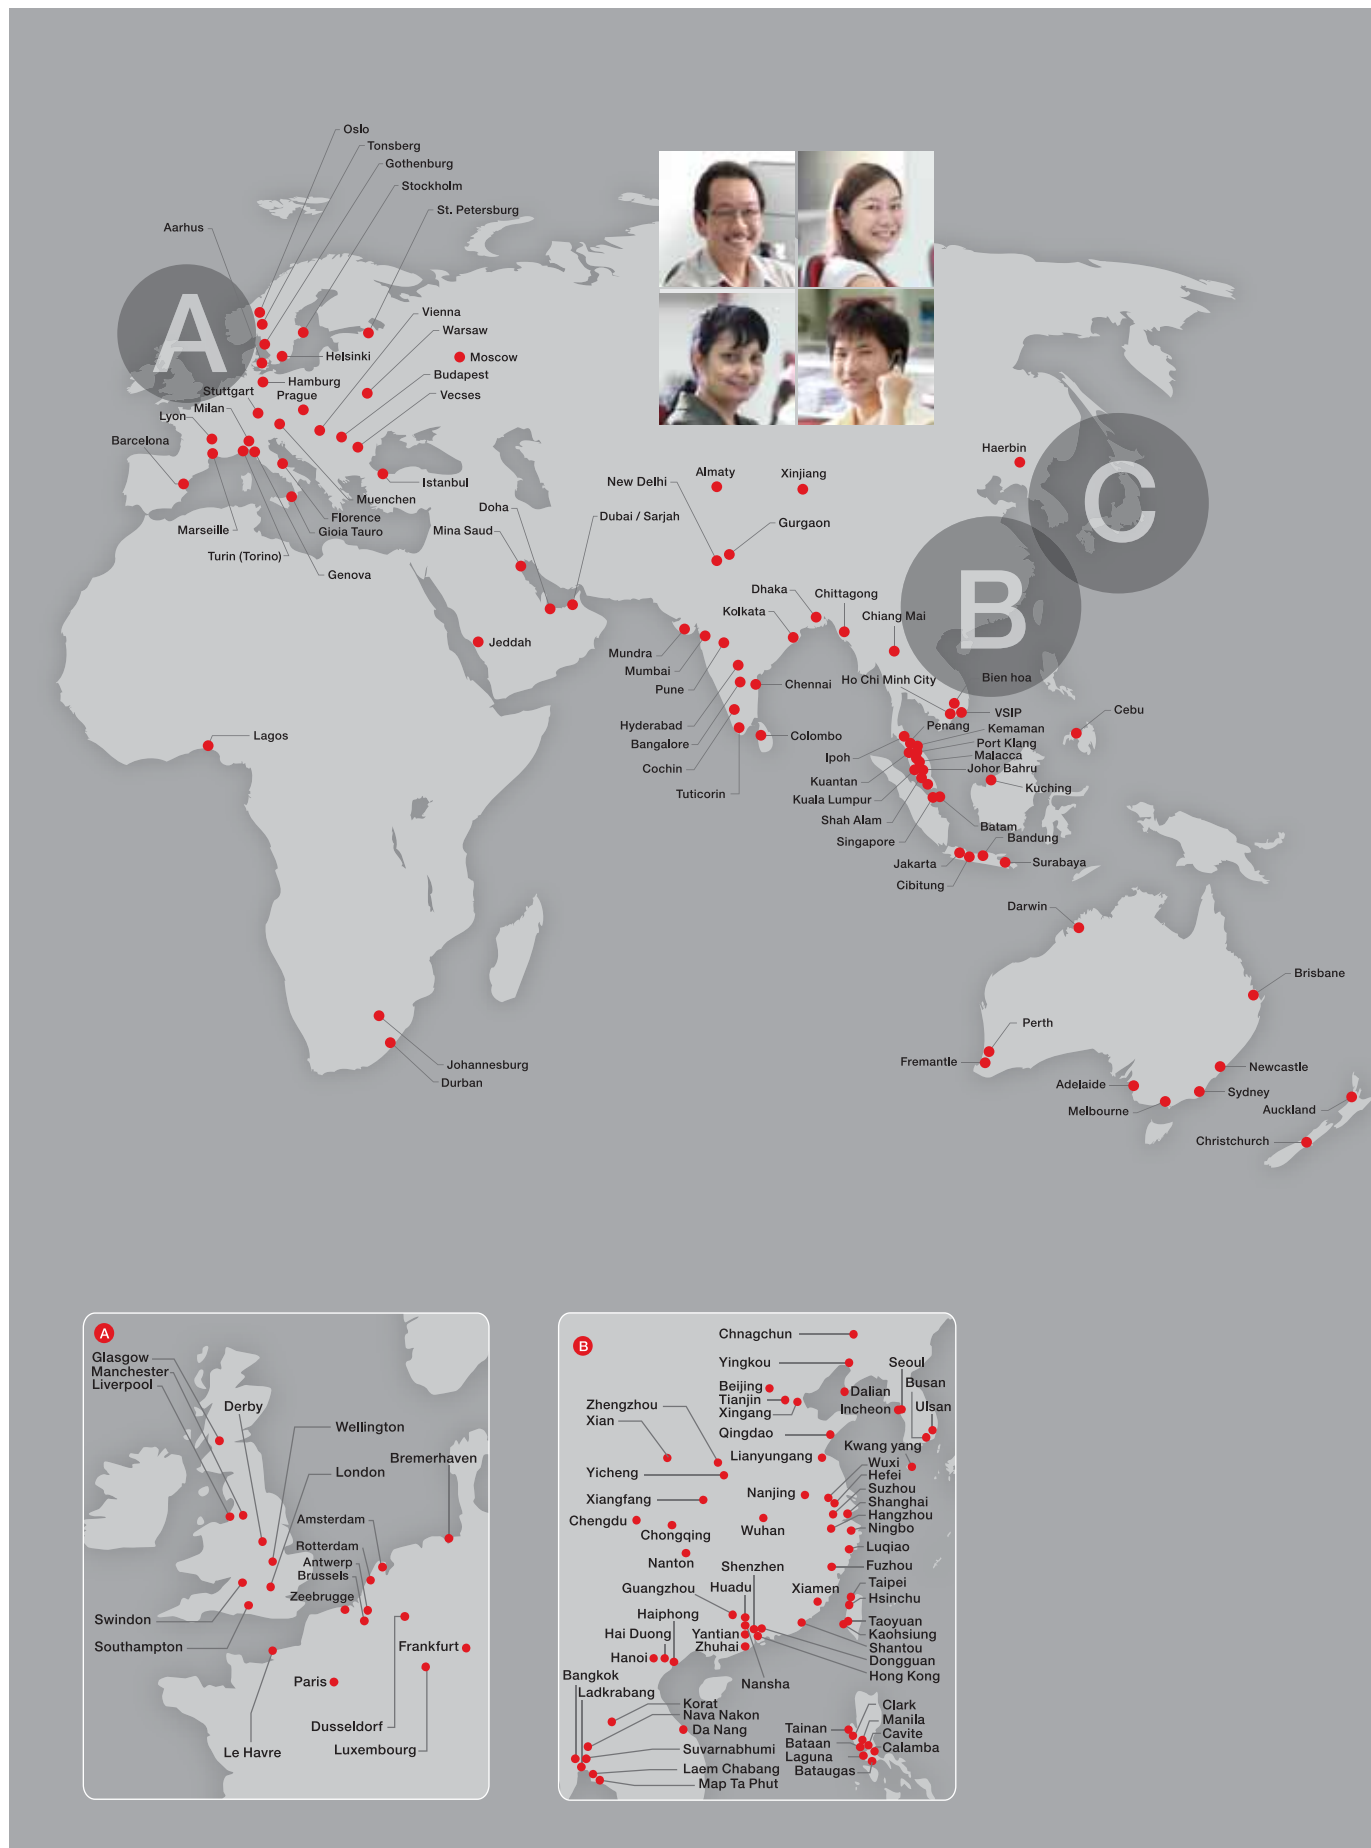 Oslo
Tonsberg
Gothenburg
Stockholm
St. Petersburg
Aarhus
A
Vienna
Warsaw
Helsinki
Moscow
Budapest
Hamburg
Stuttgart
Prague
Vecses
Milan
Lyon
Barcelona
Istanbul
Muenchen
Florence
Marseille
Gioia Tauro
Turin (Torino)
Genova
Doha
Mina Saud
Dubai / Sarjah
Jeddah
Lagos
Johannesburg
Durban
New Delhi
Almaty
Xinjiang
Gurgaon
Haerbin
C
B
Dhaka
Chittagong
Kolkata
Chiang Mai
Mundra
Mumbai
Pune
Chennai
Hyderabad
Bangalore
Cochin
Tuticorin
Colombo
Ho Chi Minh City
Bien hoa
VSIP
Cebu
Penang
Kemaman
Port Klang
Malacca
Ipoh
Johor Bahru
Kuantan
Kuching
Kuala Lumpur
Shah Alam
Batam
Singapore
Bandung
Jakarta
Surabaya
Cibitung
Darwin
Brisbane
Perth
Fremantle
Newcastle
Adelaide
Sydney
Melbourne
Auckland
Christchurch
A
Glasgow
Manchester
Liverpool
Derby
Wellington
Bremerhaven
London
Amsterdam
Rotterdam
Antwerp
Brussels
Zeebrugge
Swindon
Southampton
Frankfurt
Paris
Dusseldorf
Le Havre
Luxembourg
B
Chnagchun
Yingkou
Seoul
Beijing
Dalian
Busan
Tianjin
Xingang
Incheon
Ulsan
Zhengzhou
Xian
Qingdao
Kwang yang
Lianyungang
Wuxi
Yicheng
Hefei
Suzhou
Nanjing
Xiangfang
Shanghai
Hangzhou
Chengdu
Chongqing
Wuhan
Ningbo
Luqiao
Nanton
Shenzhen
Fuzhou
Guangzhou
Huadu
Xiamen
Taipei
Hsinchu
Haiphong
Taoyuan
Hai Duong
Yantian
Kaohsiung
Zhuhai
Shantou
Hanoi
Dongguan
Bangkok
Nansha
Hong Kong
Ladkrabang
Korat
Clark
Nava Nakon
Manila
Da Nang
Tainan
Cavite
Suvarnabhumi
Bataan
Calamba
Laguna
Laem Chabang
Bataugas
Map Ta Phut